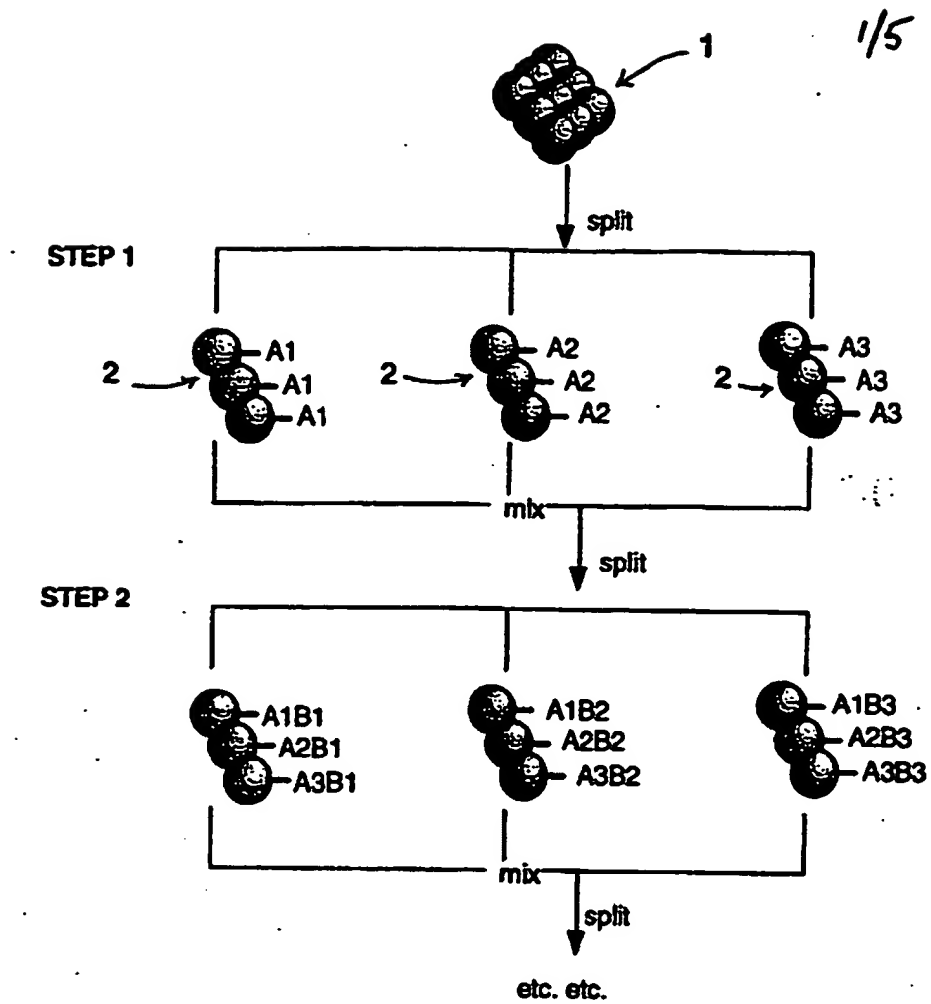 1/5
1
split
STEP 1
A1 A2 A3
2 A1 2 A2 2 A3
A1 A2 A3
mix
split
STEP 2
A1B1 A1B2 A1B3
A2B1 A2B2 A2B3
A3B1 A3B2 A3B3
mix
split
etc. etc.